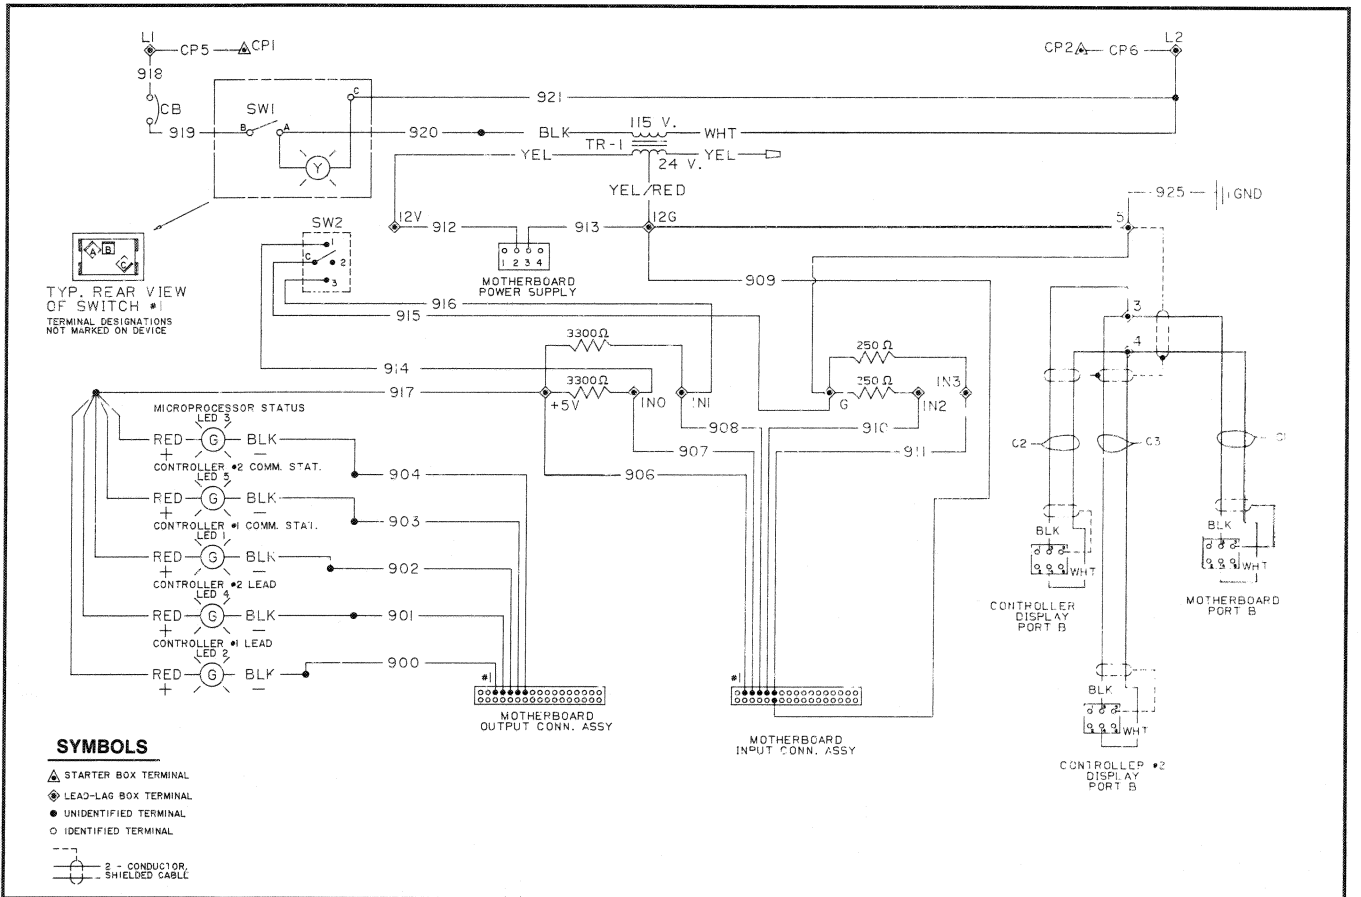 L1
CP5
CP1
CP2
CP6
L2
918
CB
SW1
C
921
B
A
919
920
BLK
115 V.
WHT
TR-1
YEL
24 V.
YEL
Y
YEL/RED
925
GND
SW2
12V
912
913
12G
5
1
C
2
3
1 2 3 4
MOTHERBOARD
POWER SUPPLY
909
A
B
C
TYP. REAR VIEW
OF SWITCH #1
TERMINAL DESIGNATIONS
NOT MARKED ON DEVICE
916
915
3
3300Ω
250 Ω
4
914
917
3300Ω
250 Ω
IN3
+5V
IN0
IN1
G
IN2
MICROPROCESSOR STATUS
LED 3
RED
G
BLK
+
−
908
910
C2
C3
C1
CONTROLLER #2 COMM. STAT.
LED 5
907
911
904
906
RED
G
BLK
+
−
CONTROLLER #1 COMM. STAT.
LED 1
903
RED
G
BLK
+
−
902
CONTROLLER #2 LEAD
LED 4
RED
G
BLK
+
−
901
CONTROLLER #1 LEAD
LED 2
RED
G
BLK
+
−
900
BLK
WHT
CONTROLLER
DISPLAY
PORT B
BLK
WHT
MOTHERBOARD
PORT B
#1
MOTHERBOARD
OUTPUT CONN. ASSY
#1
MOTHERBOARD
INPUT CONN. ASSY
BLK
WHT
CONTROLLER #2
DISPLAY
PORT B
SYMBOLS
STARTER BOX TERMINAL
LEAD-LAG BOX TERMINAL
UNIDENTIFIED TERMINAL
IDENTIFIED TERMINAL
2 - CONDUCTOR,
SHIELDED CABLE